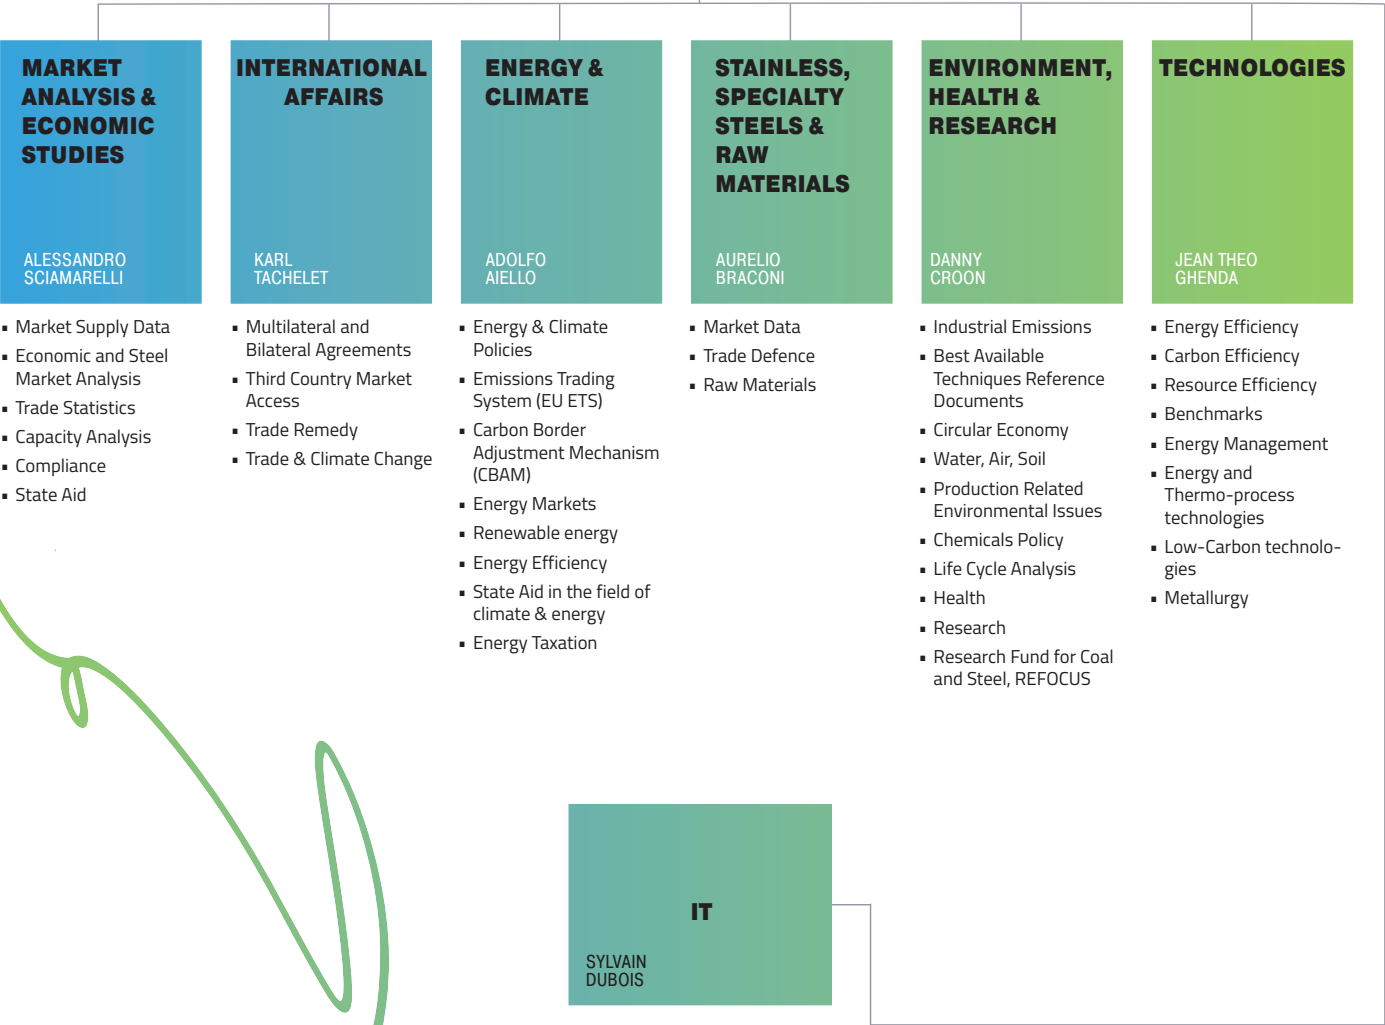 MARKET
ANALYSIS &
ECONOMIC
STUDIES
ALESSANDRO
SCIAMARELLI
▪ Market Supply Data
▪ Economic and Steel
Market Analysis
▪ Trade Statistics
▪ Capacity Analysis
▪ Compliance
▪ State Aid
INTERNATIONAL
AFFAIRS
KARL
TACHELET
▪ Multilateral and
Bilateral Agreements
▪ Third Country Market
Access
▪ Trade Remedy
▪ Trade & Climate Change
ENERGY &
CLIMATE
ADOLFO
AIELLO
▪ Energy & Climate
Policies
▪ Emissions Trading
System (EU ETS)
▪ Carbon Border
Adjustment Mechanism
(CBAM)
▪ Energy Markets
▪ Renewable energy
▪ Energy Efficiency
▪ State Aid in the field of
climate & energy
▪ Energy Taxation
STAINLESS,
SPECIALTY
STEELS &
RAW
MATERIALS
AURELIO
BRACONI
▪ Market Data
▪ Trade Defence
▪ Raw Materials
ENVIRONMENT,
HEALTH &
RESEARCH
DANNY
CROON
▪ Industrial Emissions
▪ Best Available
Techniques Reference
Documents
▪ Circular Economy
▪ Water, Air, Soil
▪ Production Related
Environmental Issues
▪ Chemicals Policy
▪ Life Cycle Analysis
▪ Health
▪ Research
▪ Research Fund for Coal
and Steel, REFOCUS
TECHNOLOGIES
JEAN THEO
GHENDA
▪ Energy Efficiency
▪ Carbon Efficiency
▪ Resource Efficiency
▪ Benchmarks
▪ Energy Management
▪ Energy and
Thermo-process
technologies
▪ Low-Carbon technolo-
gies
▪ Metallurgy
IT
SYLVAIN
DUBOIS